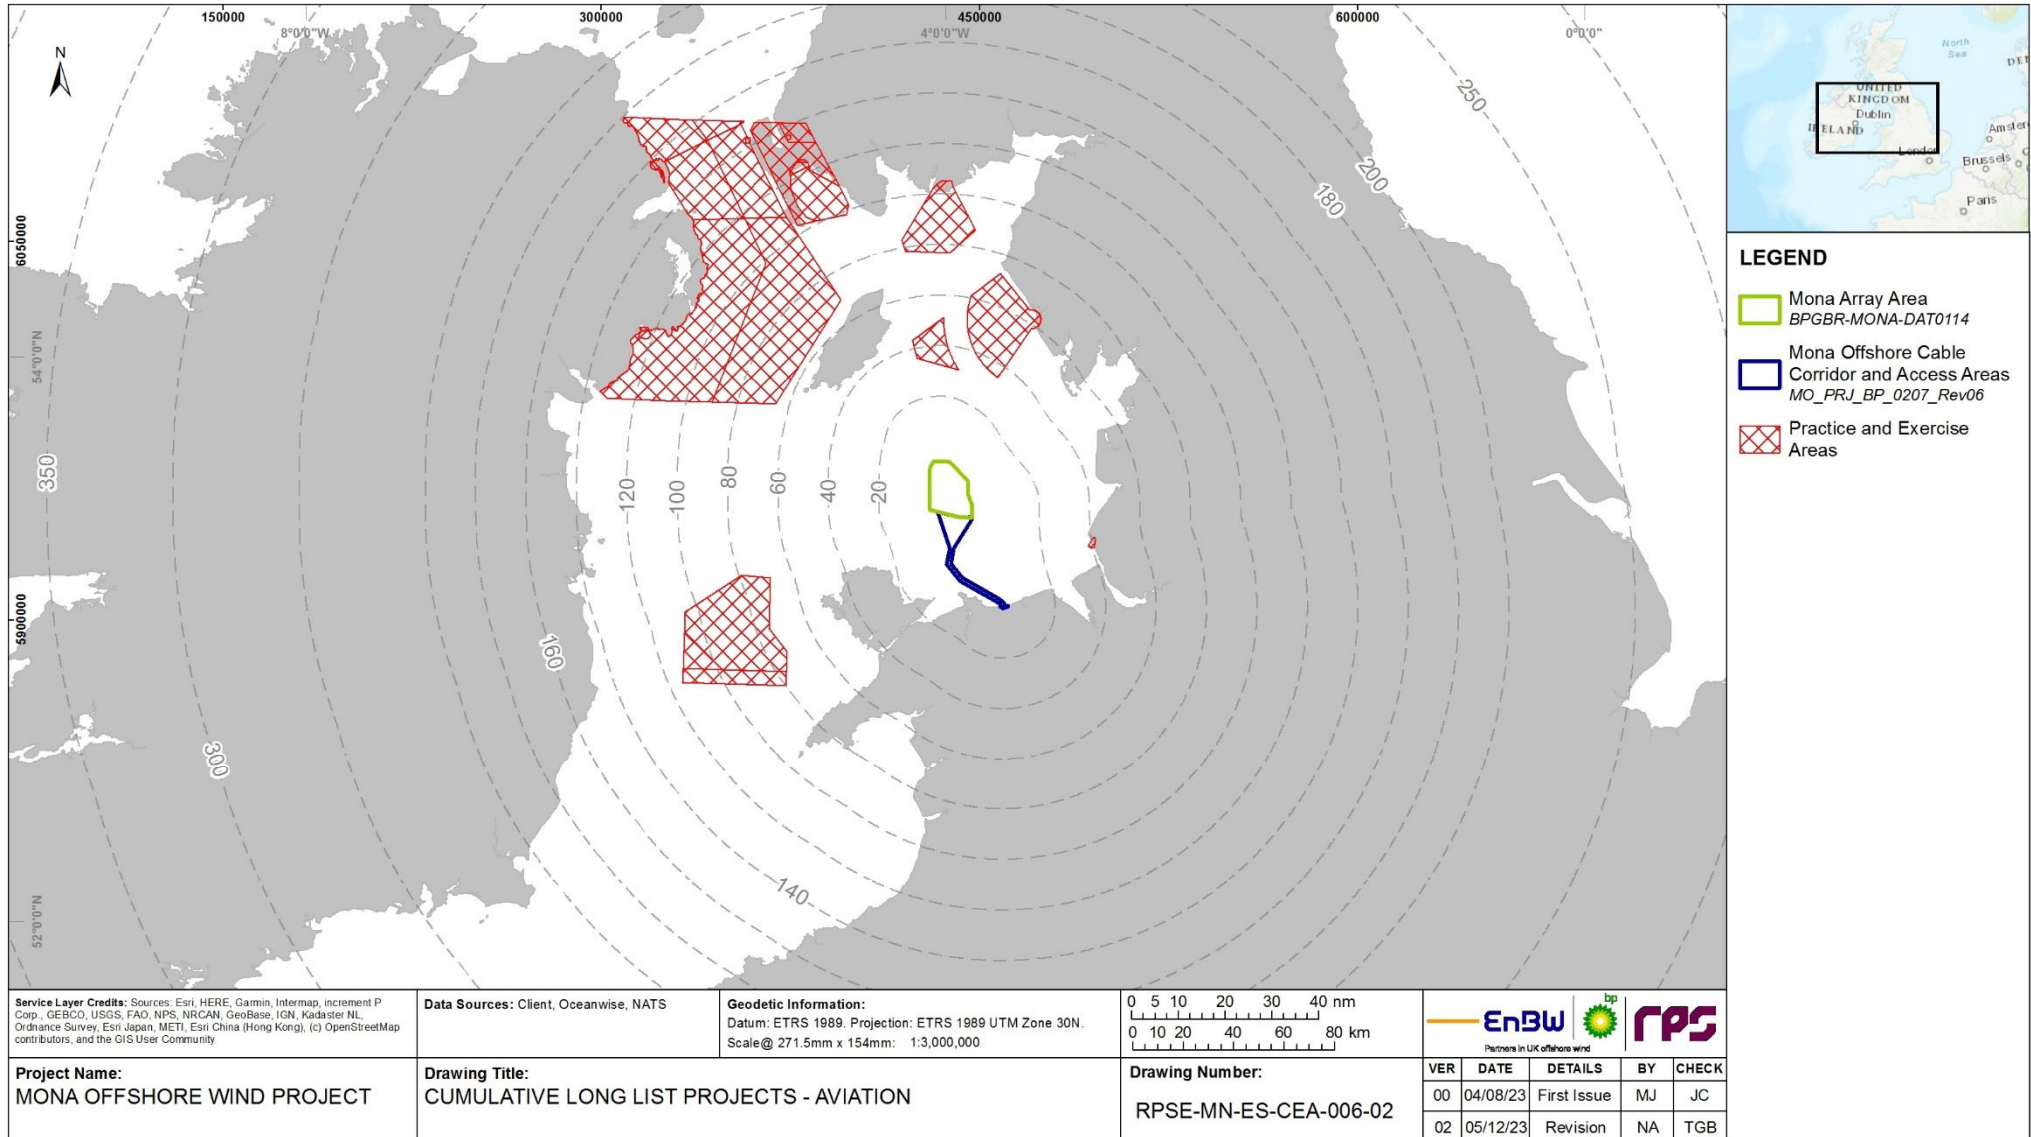 150000
300000
450000
600000
8°0'0"W
4°0'0"W
0°0'0"
N
6050000
54°0'0"N
5900000
52°0'0"N
350
300
250
200
180
160
140
120
100
80
60
40
20
North
Sea
UNITED
KINGDOM
Dublin
IRELAND
London
Brussels
Paris
LEGEND
Mona Array Area
BPGBR-MONA-DAT0114
Mona Offshore Cable
Corridor and Access Areas
MO_PRJ_BP_0207_Rev06
Practice and Exercise
Areas
Service Layer Credits: Sources: Esri, HERE, Garmin, Intermap, increment P
Corp., GEBCO, USGS, FAO, NPS, NRCAN, GeoBase, IGN, Kadaster NL,
Ordnance Survey, Esri Japan, METI, Esri China (Hong Kong), (c) OpenStreetMap
contributors, and the GIS User Community
Data Sources: Client, Oceanwise, NATS
Geodetic Information:
Datum: ETRS 1989. Projection: ETRS 1989 UTM Zone 30N.
Scale@ 271.5mm x 154mm: 1:3,000,000
0 5 10 20 30 40 nm
0 10 20 40 60 80 km
EnBW
bp
rps
Partners in UK offshore wind
Project Name:
MONA OFFSHORE WIND PROJECT
Drawing Title:
CUMULATIVE LONG LIST PROJECTS - AVIATION
Drawing Number:
RPSE-MN-ES-CEA-006-02
VER DATE DETAILS BY CHECK
00 04/08/23 First Issue MJ JC
02 05/12/23 Revision NA TGB